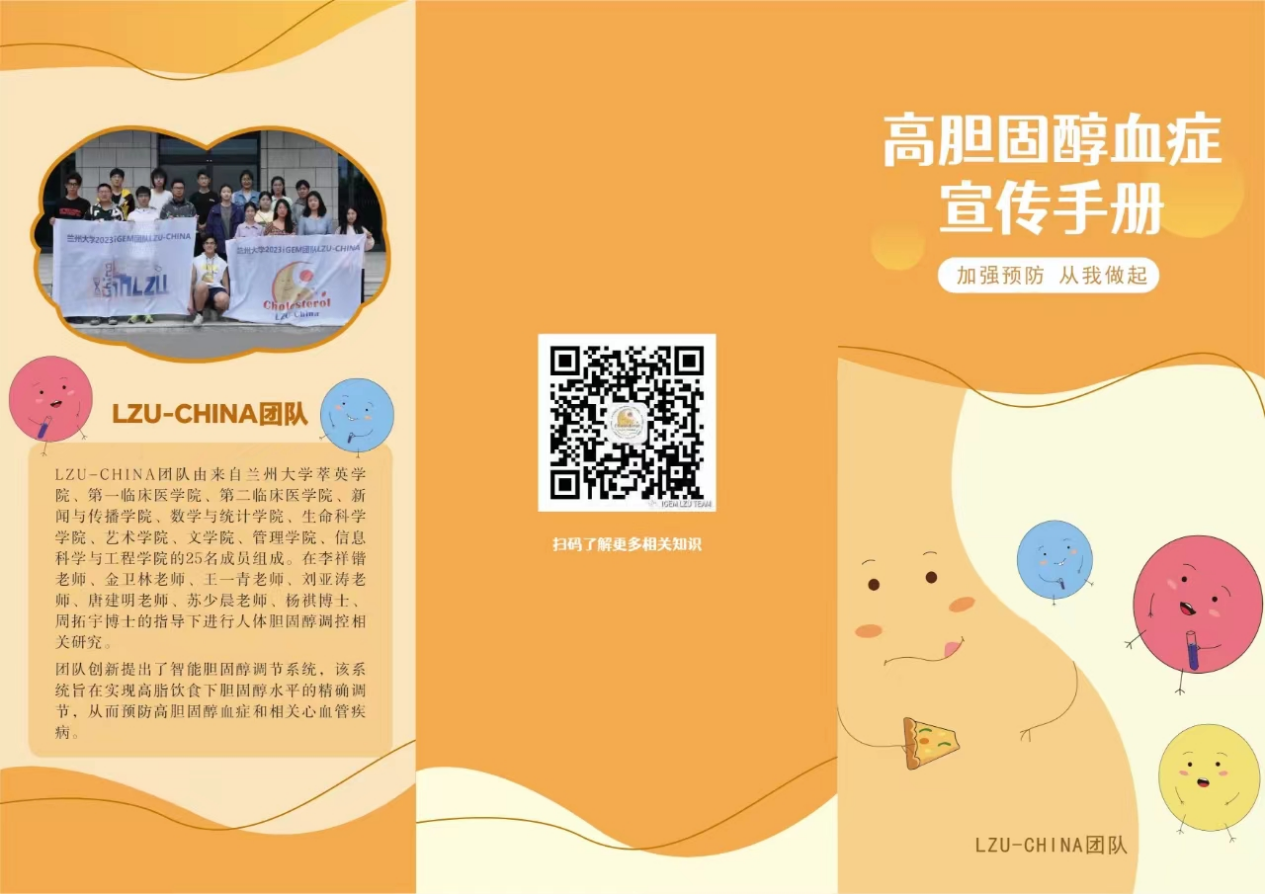 兰州大学2023iGEM团队LZU-CHINA
LZU
兰州大学2023iGEM团队LZU-CHINA
Cholesterol
LZU China
LZU-CHINA团队
LZU-CHINA团队由来自兰州大学萃英学
院、第一临床医学院、第二临床医学院、新
闻与传播学院、数学与统计学院、生命科学
学院、艺术学院、文学院、管理学院、信息
科学与工程学院的25名成员组成。在李祥锴
老师、金卫林老师、王一青老师、刘亚涛老
师、唐建明老师、苏少晨老师、杨祺博士、
周拓宇博士的指导下进行人体胆固醇调控相
关研究。
团队创新提出了智能胆固醇调节系统，该系
统旨在实现高脂饮食下胆固醇水平的精确调
节，从而预防高胆固醇血症和相关心血管疾
病。
IGEM LZU TEAM
扫码了解更多相关知识
高胆固醇血症
宣传手册
加强预防 从我做起
LZU-CHINA团队